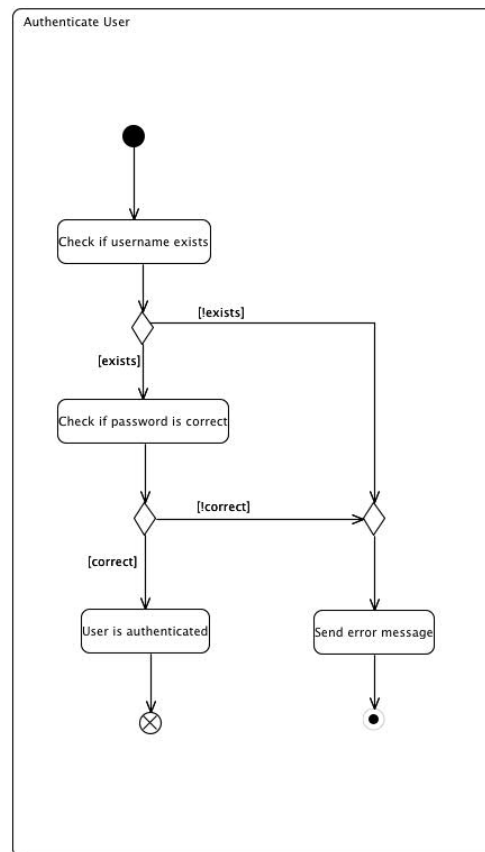 Authenticate User
Check if username exists
[!exists]
[exists]
Check if password is correct
[!correct]
[correct]
User is authenticated
Send error message